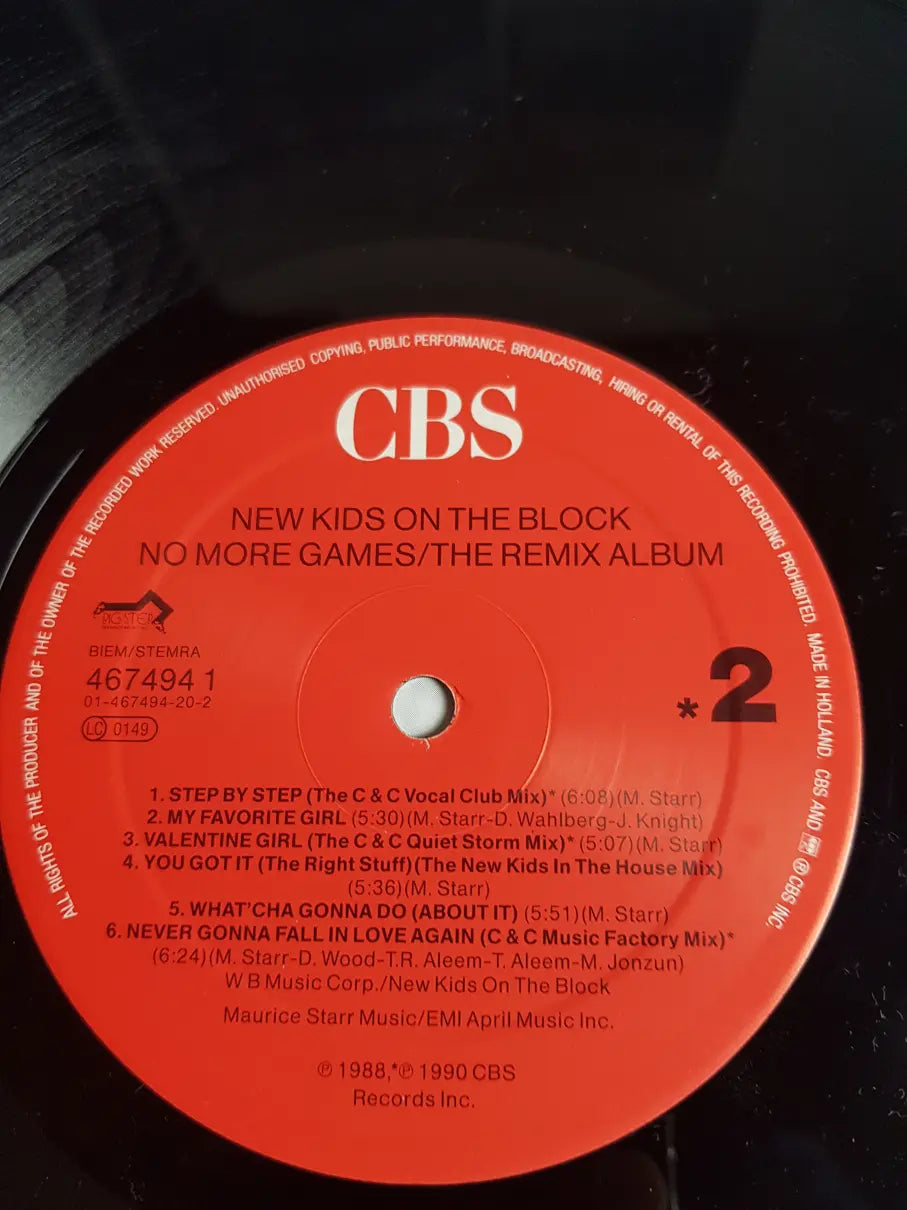 ALL RIGHTS OF THE PRODUCER AND OF THE OWNER OF THE RECORDED WORK RESERVED. UNAUTHORISED COPYING, PUBLIC PERFORMANCE, BROADCASTING, HIRING OR RENTAL OF THIS RECORDING PROHIBITED. MADE IN HOLLAND. CBS AND ® CBS INC.
CBS
NEW KIDS ON THE BLOCK
NO MORE GAMES/THE REMIX ALBUM
BIEM/STEMRA
467494 1
01-467494-20-2
LC 0149
*2
1. STEP BY STEP (The C & C Vocal Club Mix)* (6:08)(M. Starr)
2. MY FAVORITE GIRL (5:30)(M. Starr-D. Wahlberg-J. Knight)
3. VALENTINE GIRL (The C & C Quiet Storm Mix)* (5:07)(M. Starr)
4. YOU GOT IT (The Right Stuff)(The New Kids In The House Mix)
(5:36)(M. Starr)
5. WHAT'CHA GONNA DO (ABOUT IT) (5:51)(M. Starr)
6. NEVER GONNA FALL IN LOVE AGAIN (C & C Music Factory Mix)*
(6:24)(M. Starr-D. Wood-T.R. Aleem-T. Aleem-M. Jonzun)
W B Music Corp./New Kids On The Block
Maurice Starr Music/EMI April Music Inc.
℗ 1988,*℗ 1990 CBS
Records Inc.